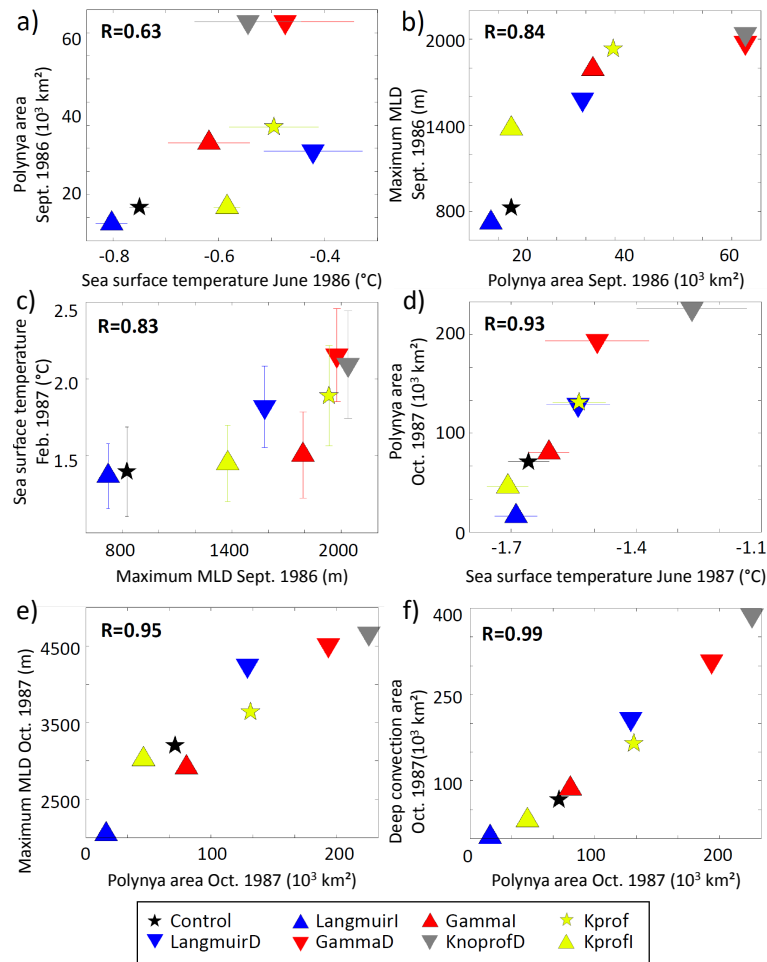 a)
R=0.63
60
40
20
Polynya area
Sept. 1986 (10³ km²)
-0.8
-0.6
-0.4
Sea surface temperature June 1986 (°C)
b)
R=0.84
2000
1400
800
Maximum MLD
Sept. 1986 (m)
20
40
60
Polynya area Sept. 1986 (10³ km²)
c)
R=0.83
2.5
2.0
1.5
Sea surface temperature
Feb. 1987 (°C)
800
1400
2000
Maximum MLD Sept. 1986 (m)
d)
R=0.93
200
100
0
Polynya area
Oct. 1987 (10³ km²)
-1.7
-1.4
-1.1
Sea surface temperature June 1987 (°C)
e)
R=0.95
4500
3500
2500
Maximum MLD Oct. 1987 (m)
0
100
200
Polynya area Oct. 1987 (10³ km²)
f)
R=0.99
400
250
100
Deep convection area
Oct. 1987(10³ km²)
0
100
200
Polynya area Oct. 1987 (10³ km²)
Control LangmuirI GammaI Kprof
LangmuirD GammaD KnoprofD KprofI